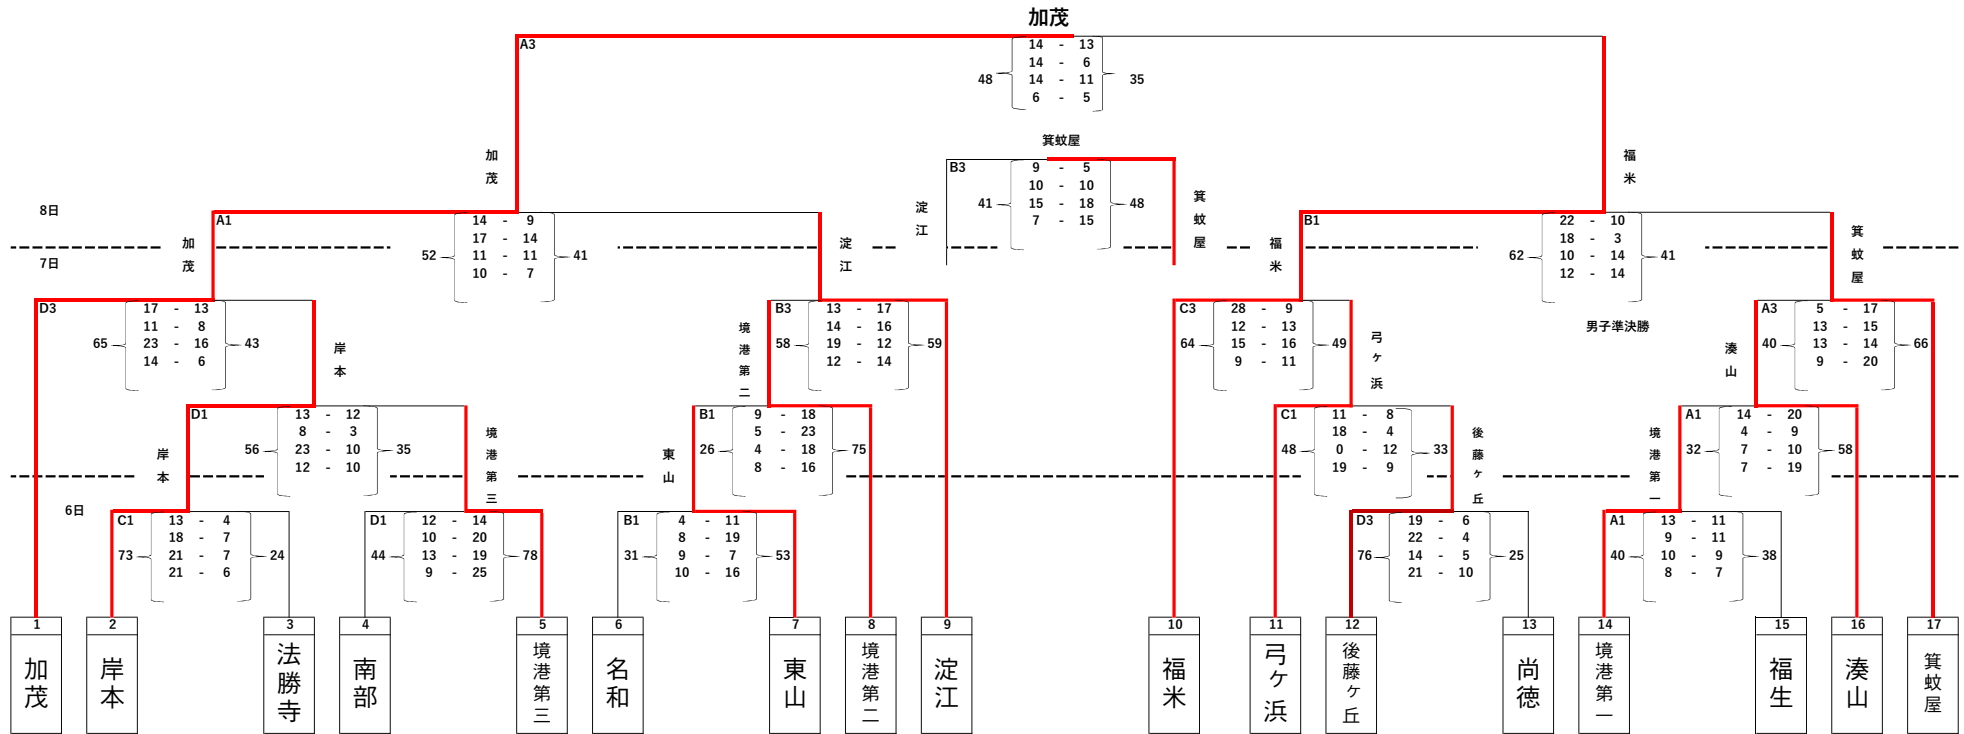 加茂
A3
14 - 13
14 - 6
48 14 - 11 35
6 - 5
箕蚊屋
加茂
福米
B3
9 - 5
10 - 10
41 15 - 18 48
7 - 15
淀江
箕蚊屋
8日
7日
A1
14 - 9
17 - 14
52 11 - 11 41
10 - 7
加茂
淀江
B1
22 - 10
18 - 3
62 10 - 14 41
12 - 14
福米
箕蚊屋
男子準決勝
D3
17 - 13
11 - 8
65 23 - 16 43
14 - 6
岸本
B3
13 - 17
14 - 16
58 19 - 12 59
12 - 14
境港第二
C3
28 - 9
12 - 13
64 15 - 16 49
9 - 11
弓ヶ浜
A3
5 - 17
13 - 15
40 13 - 14 66
9 - 20
湊山
D1
13 - 12
8 - 3
56 23 - 10 35
12 - 10
岸本
境港第三
B1
9 - 18
5 - 23
26 4 - 18 75
8 - 16
東山
C1
11 - 8
18 - 4
48 0 - 12 33
19 - 9
後藤ヶ丘
A1
14 - 20
4 - 9
32 7 - 10 58
7 - 19
境港第一
6日
C1
13 - 4
18 - 7
73 21 - 7 24
21 - 6
D1
12 - 14
10 - 20
44 13 - 19 78
9 - 25
B1
4 - 11
8 - 19
31 9 - 7 53
10 - 16
D3
19 - 6
22 - 4
76 14 - 5 25
21 - 10
A1
13 - 11
9 - 11
40 10 - 9 38
8 - 7
1 2 3 4 5 6 7 8 9 10 11 12 13 14 15 16 17
加茂
岸本
法勝寺
南部
境港第三
名和
東山
境港第二
淀江
福米
弓ヶ浜
後藤ヶ丘
尚徳
境港第一
福生
湊山
箕蚊屋